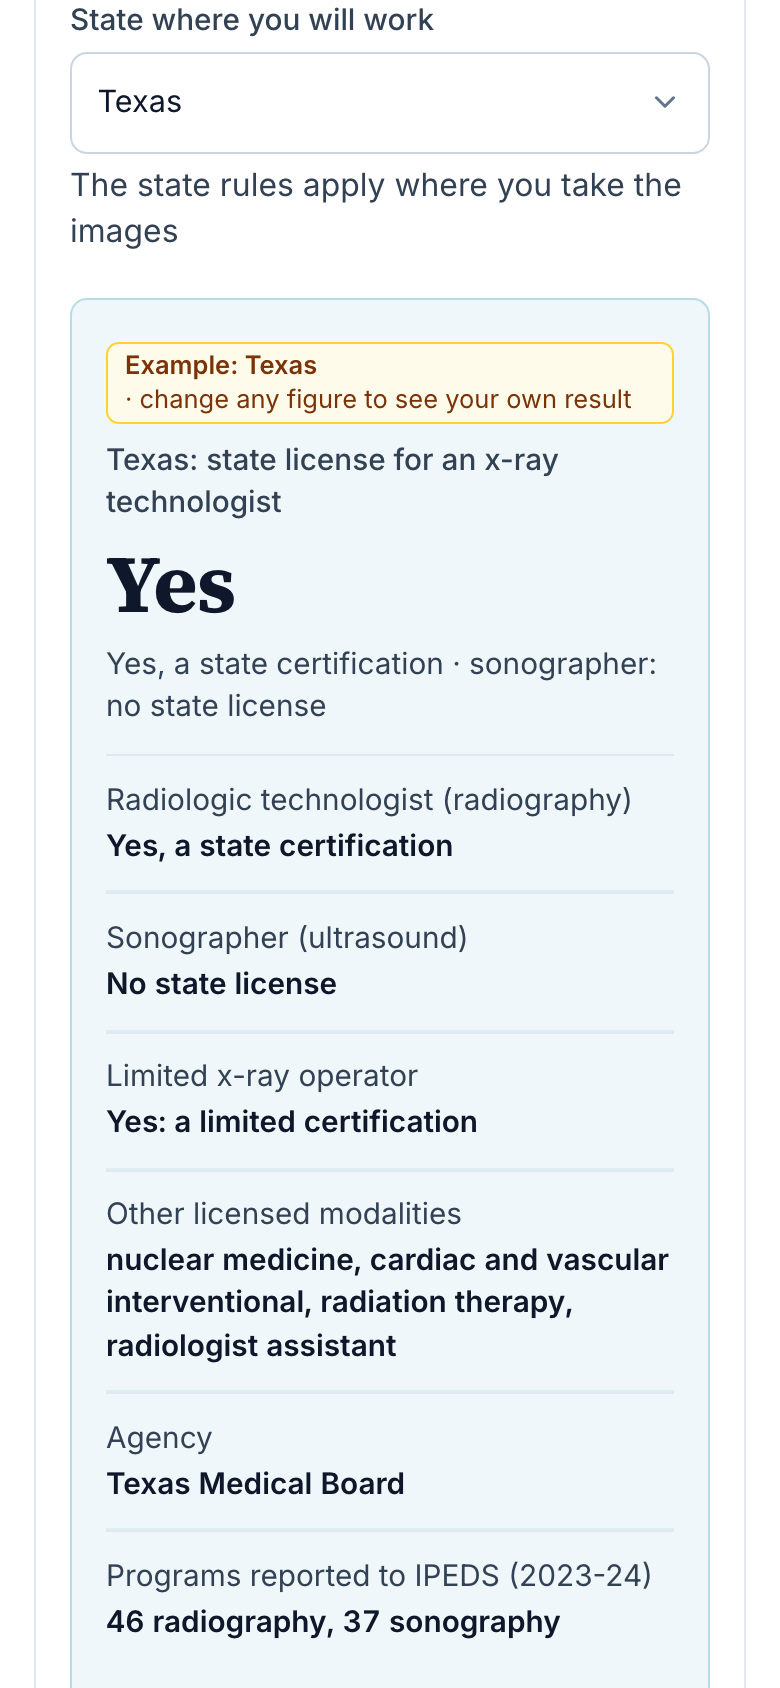 State where you will work
Texas
The state rules apply where you take the
images
Example: Texas
· change any figure to see your own result
Texas: state license for an x-ray
technologist
Yes
Yes, a state certification · sonographer:
no state license
Radiologic technologist (radiography)
Yes, a state certification
Sonographer (ultrasound)
No state license
Limited x-ray operator
Yes: a limited certification
Other licensed modalities
nuclear medicine, cardiac and vascular
interventional, radiation therapy,
radiologist assistant
Agency
Texas Medical Board
Programs reported to IPEDS (2023-24)
46 radiography, 37 sonography